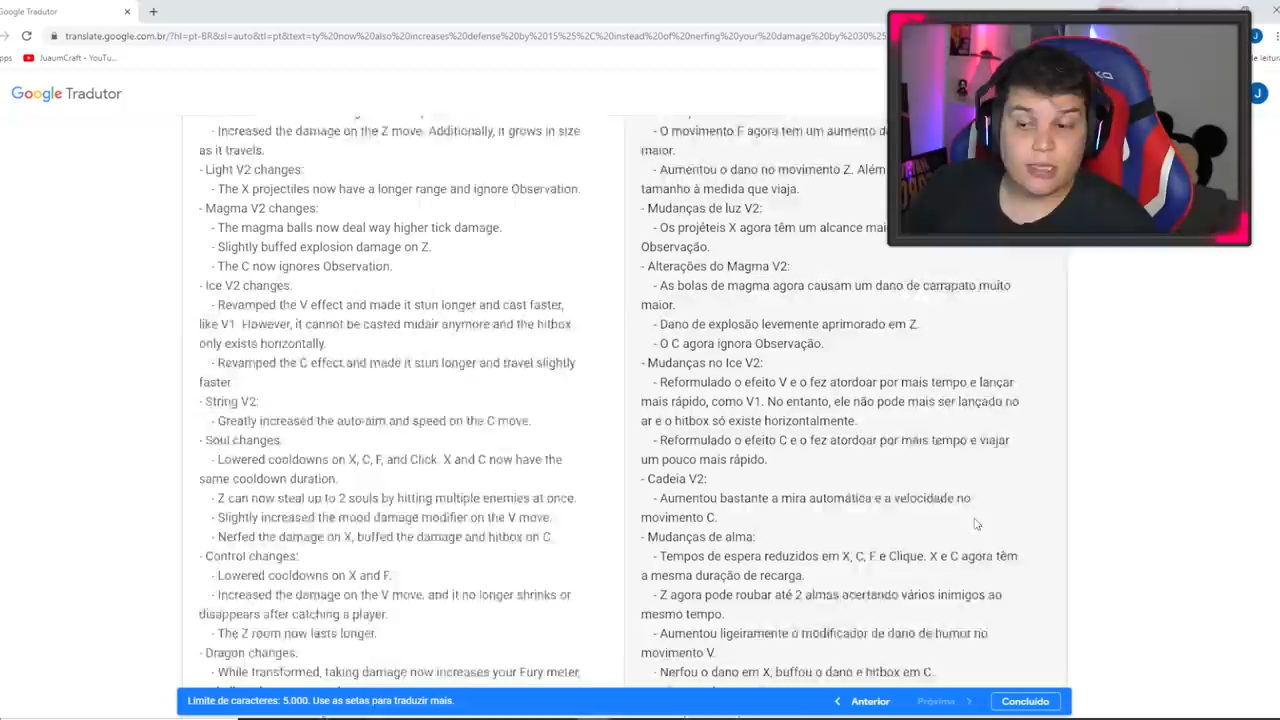 Google Tradutor
translate.google.com.br/?hl=pt-BR&sl=auto&tl=pt&text=ty%20now%20also%20increases%20defense%20by%2015%25%2C%20instead%20of%20nerfing%20your%20damage%20by%2030%25
pps
JuaumCraft - YouTu...
de leitura
Google Tradutor
J
- Increased the damage on the Z move. Additionally, it grows in size
as it travels.
- Light V2 changes:
- The X projectiles now have a longer range and ignore Observation.
- Magma V2 changes:
- The magma balls now deal way higher tick damage.
- Slightly buffed explosion damage on Z.
- The C now ignores Observation.
- Ice V2 changes:
- Revamped the V effect and made it stun longer and cast faster,
like V1. However, it cannot be casted midair anymore and the hitbox
only exists horizontally.
- Revamped the C effect and made it stun longer and travel slightly
faster.
- String V2:
- Greatly increased the auto-aim and speed on the C move.
- Soul changes:
- Lowered cooldowns on X, C, F, and Click. X and C now have the
same cooldown duration.
- Z can now steal up to 2 souls by hitting multiple enemies at once.
- Slightly increased the mood damage modifier on the V move.
- Nerfed the damage on X, buffed the damage and hitbox on C.
- Control changes:
- Lowered cooldowns on X and F.
- Increased the damage on the V move, and it no longer shrinks or
disappears after catching a player.
- The Z room now lasts longer.
- Dragon changes:
- While transformed, taking damage now increases your Fury meter,
- O movimento F agora tem um aumento de
maior.
- Aumentou o dano no movimento Z. Além
tamanho à medida que viaja.
- Mudanças de luz V2:
- Os projéteis X agora têm um alcance mai
Observação.
- Alterações do Magma V2:
- As bolas de magma agora causam um dano de carrapato muito
maior.
- Dano de explosão levemente aprimorado em Z.
- O C agora ignora Observação.
- Mudanças no Ice V2:
- Reformulado o efeito V e o fez atordoar por mais tempo e lançar
mais rápido, como V1. No entanto, ele não pode mais ser lançado no
ar e o hitbox só existe horizontalmente.
- Reformulado o efeito C e o fez atordoar por mais tempo e viajar
um pouco mais rápido.
- Cadeia V2:
- Aumentou bastante a mira automática e a velocidade no
movimento C.
- Mudanças de alma:
- Tempos de espera reduzidos em X, C, F e Clique. X e C agora têm
a mesma duração de recarga.
- Z agora pode roubar até 2 almas acertando vários inimigos ao
mesmo tempo.
- Aumentou ligeiramente o modificador de dano de humor no
movimento V.
- Nerfou o dano em X, buffou o dano e hitbox em C.
Limite de caracteres: 5.000. Use as setas para traduzir mais.
Anterior
Próxima
Concluído